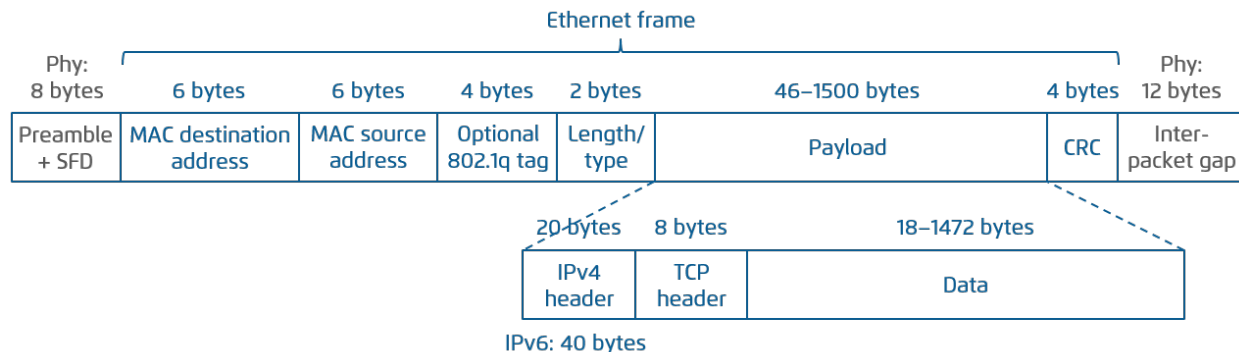 Ethernet frame
Phy:
8 bytes
6 bytes
6 bytes
4 bytes
2 bytes
46–1500 bytes
4 bytes
Phy:
12 bytes
Preamble
+ SFD
MAC destination
address
MAC source
address
Optional
802.1q tag
Length/
type
Payload
CRC
Inter-
packet gap
20 bytes
8 bytes
18–1472 bytes
IPv4
header
TCP
header
Data
IPv6: 40 bytes